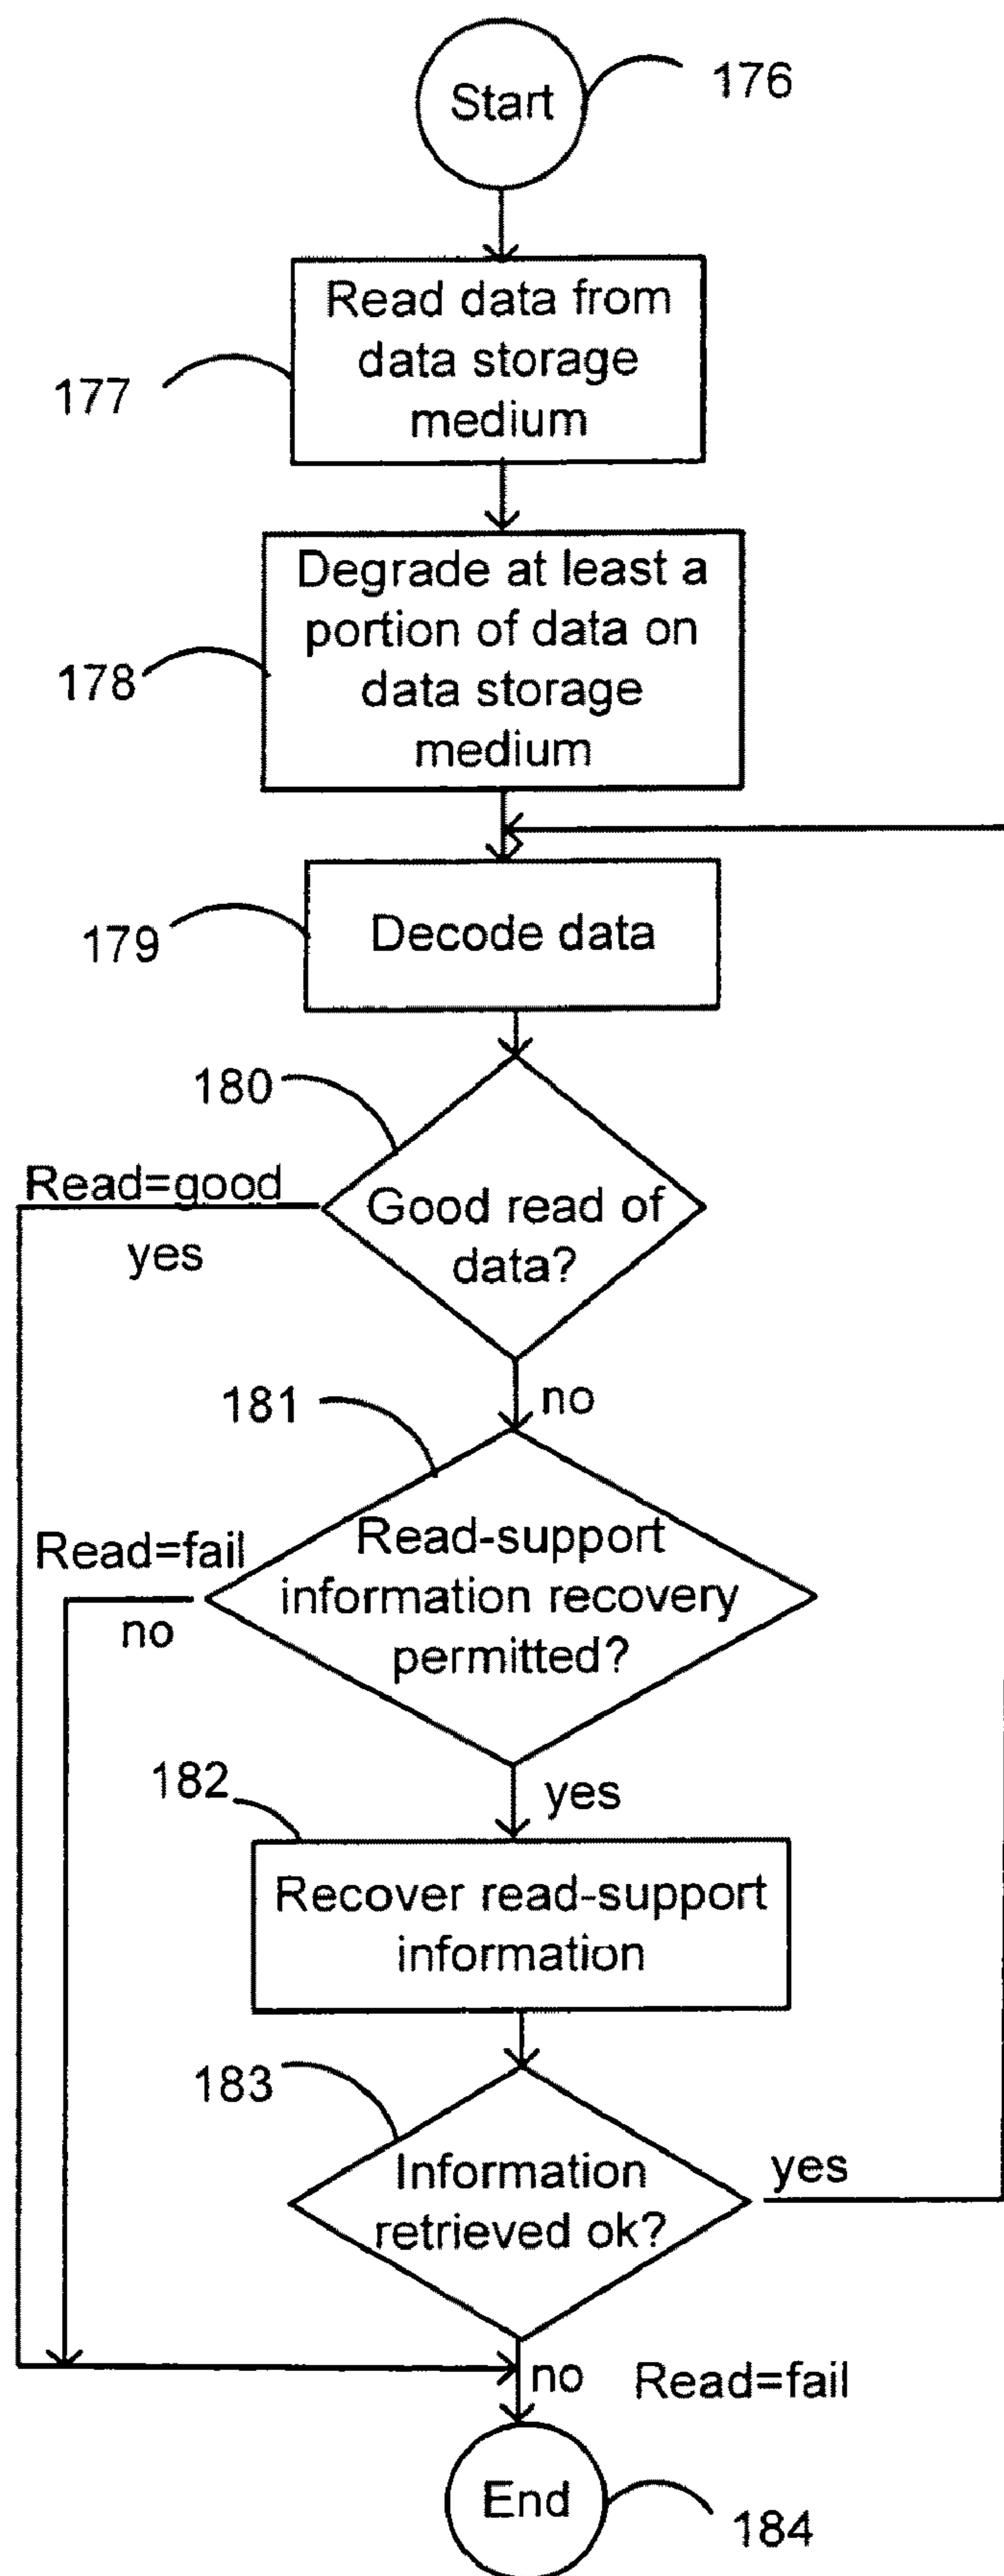 Start
176
Read data from
data storage
medium
177
Degrade at least a
portion of data on
data storage
medium
178
Decode data
179
180
Read=good
yes
Good read of
data?
no
181
Read=fail
no
Read-support
information recovery
permitted?
yes
182
Recover read-support
information
183
Information
retrieved ok?
yes
no
Read=fail
End
184